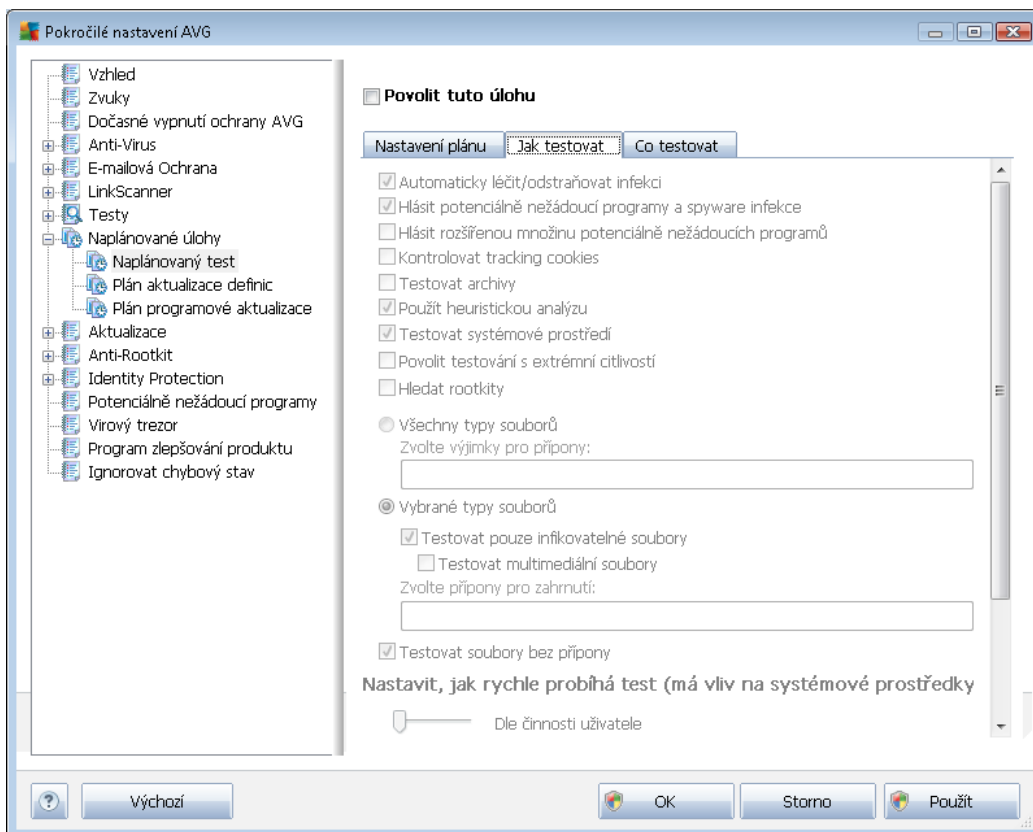 Pokročilé nastavení AVG
Vzhled
Zvuky
Dočasné vypnutí ochrany AVG
Anti-Virus
E-mailová Ochrana
LinkScanner
Testy
Naplánované úlohy
Naplánovaný test
Plán aktualizace definic
Plán programové aktualizace
Aktualizace
Anti-Rootkit
Identity Protection
Potenciálně nežádoucí programy
Virový trezor
Program zlepšování produktu
Ignorovat chybový stav
Povolit tuto úlohu
Nastavení plánu
Jak testovat
Co testovat
Automaticky léčit/odstraňovat infekci
Hlásit potenciálně nežádoucí programy a spyware infekce
Hlásit rozšířenou množinu potenciálně nežádoucích programů
Kontrolovat tracking cookies
Testovat archivy
Použít heuristickou analýzu
Testovat systémové prostředí
Povolit testování s extrémní citlivostí
Hledat rootkity
Všechny typy souborů
Zvolte výjimky pro přípony:
Vybrané typy souborů
Testovat pouze infikovatelné soubory
Testovat multimediální soubory
Zvolte přípony pro zahrnutí:
Testovat soubory bez přípony
Nastavit, jak rychle probíhá test (má vliv na systémové prostředky
Dle činnosti uživatele
?
Výchozí
OK
Storno
Použít